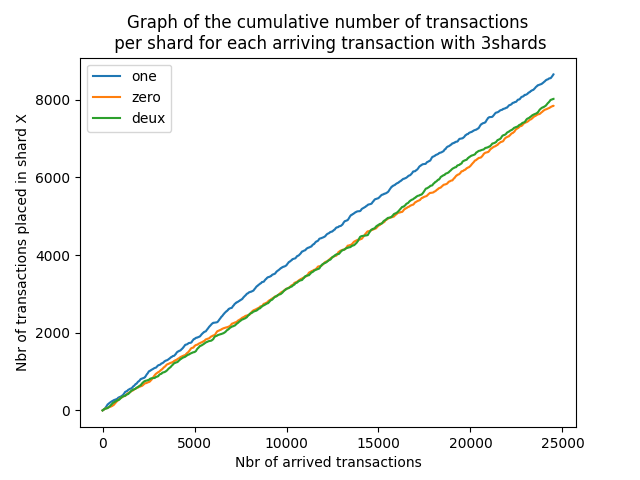 Graph of the cumulative number of transactions
per shard for each arriving transaction with 3shards
one
zero
deux
Nbr of transactions placed in shard X
8000
6000
4000
2000
0
0 5000 10000 15000 20000 25000
Nbr of arrived transactions